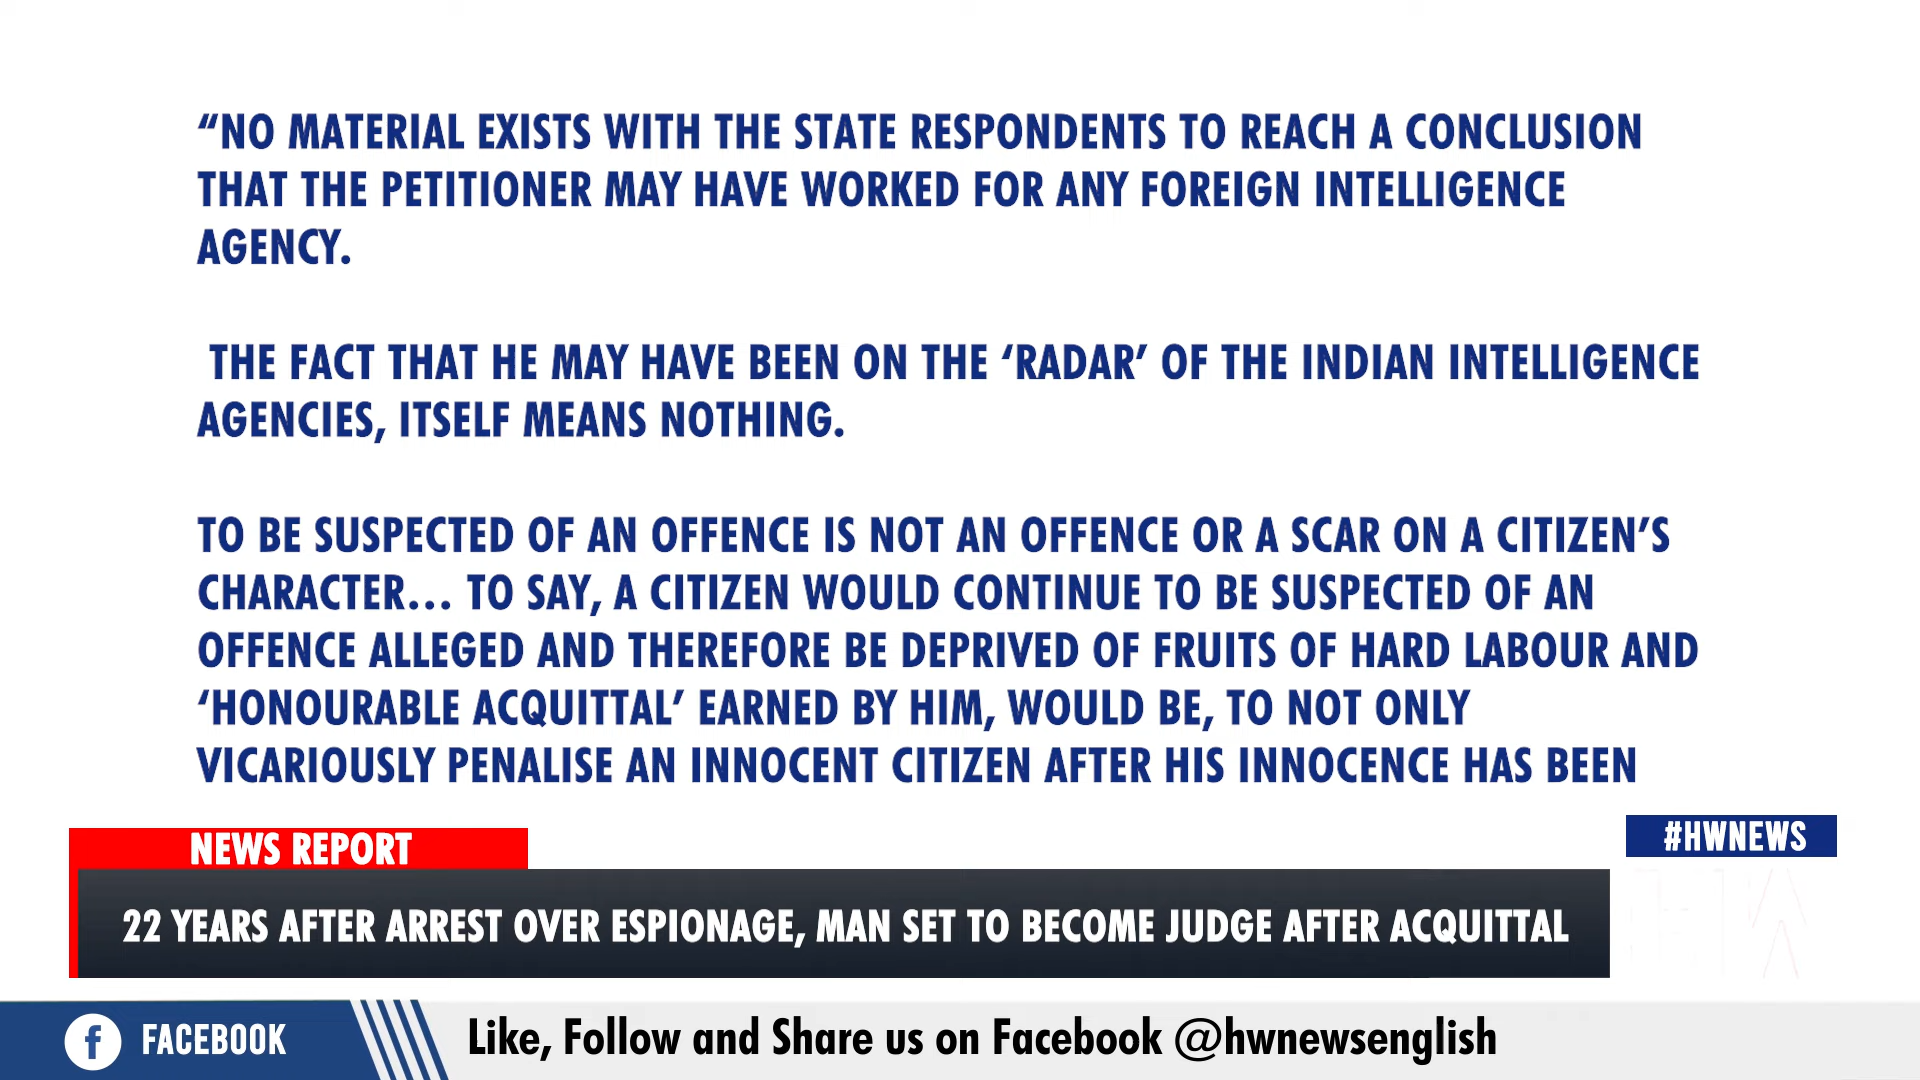 “NO MATERIAL EXISTS WITH THE STATE RESPONDENTS TO REACH A CONCLUSION
THAT THE PETITIONER MAY HAVE WORKED FOR ANY FOREIGN INTELLIGENCE
AGENCY.
THE FACT THAT HE MAY HAVE BEEN ON THE ‘RADAR’ OF THE INDIAN INTELLIGENCE
AGENCIES, ITSELF MEANS NOTHING.
TO BE SUSPECTED OF AN OFFENCE IS NOT AN OFFENCE OR A SCAR ON A CITIZEN’S
CHARACTER... TO SAY, A CITIZEN WOULD CONTINUE TO BE SUSPECTED OF AN
OFFENCE ALLEGED AND THEREFORE BE DEPRIVED OF FRUITS OF HARD LABOUR AND
‘HONOURABLE ACQUITTAL’ EARNED BY HIM, WOULD BE, TO NOT ONLY
VICARIOUSLY PENALISE AN INNOCENT CITIZEN AFTER HIS INNOCENCE HAS BEEN
NEWS REPORT
#HWNEWS
22 YEARS AFTER ARREST OVER ESPIONAGE, MAN SET TO BECOME JUDGE AFTER ACQUITTAL
FACEBOOK
Like, Follow and Share us on Facebook @hwnewsenglish